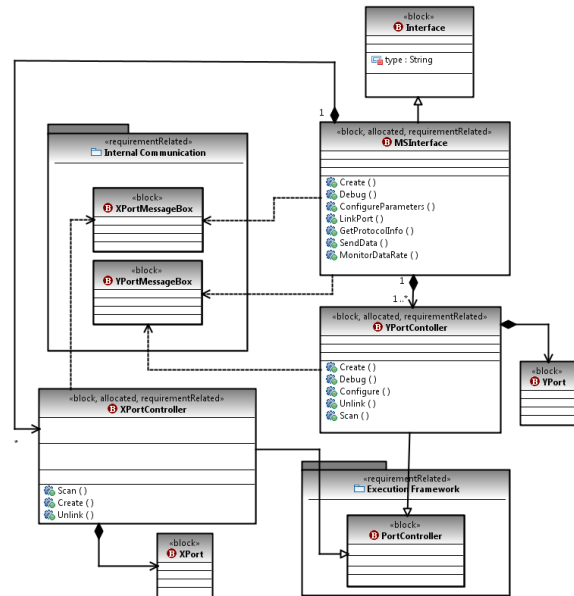 «block»
B Interface
type : String
1
«block, allocated, requirementRelated»
B MSInterface
Create ( )
Debug ( )
ConfigureParameters ( )
LinkPort ( )
GetProtocolInfo ( )
SendData ( )
MonitorDataRate ( )
«requirementRelated»
Internal Communication
«block»
B XPortMessageBox
«block»
B YPortMessageBox
1
1..*
«block, allocated, requirementRelated»
B YPortContoller
Create ( )
Debug ( )
Configure ( )
Unlink ( )
Scan ( )
«block»
B YPort
«block, allocated, requirementRelated»
B XPortController
*
Scan ( )
Create ( )
Unlink ( )
«requirementRelated»
Execution Framework
«block»
B PortController
«block»
B XPort